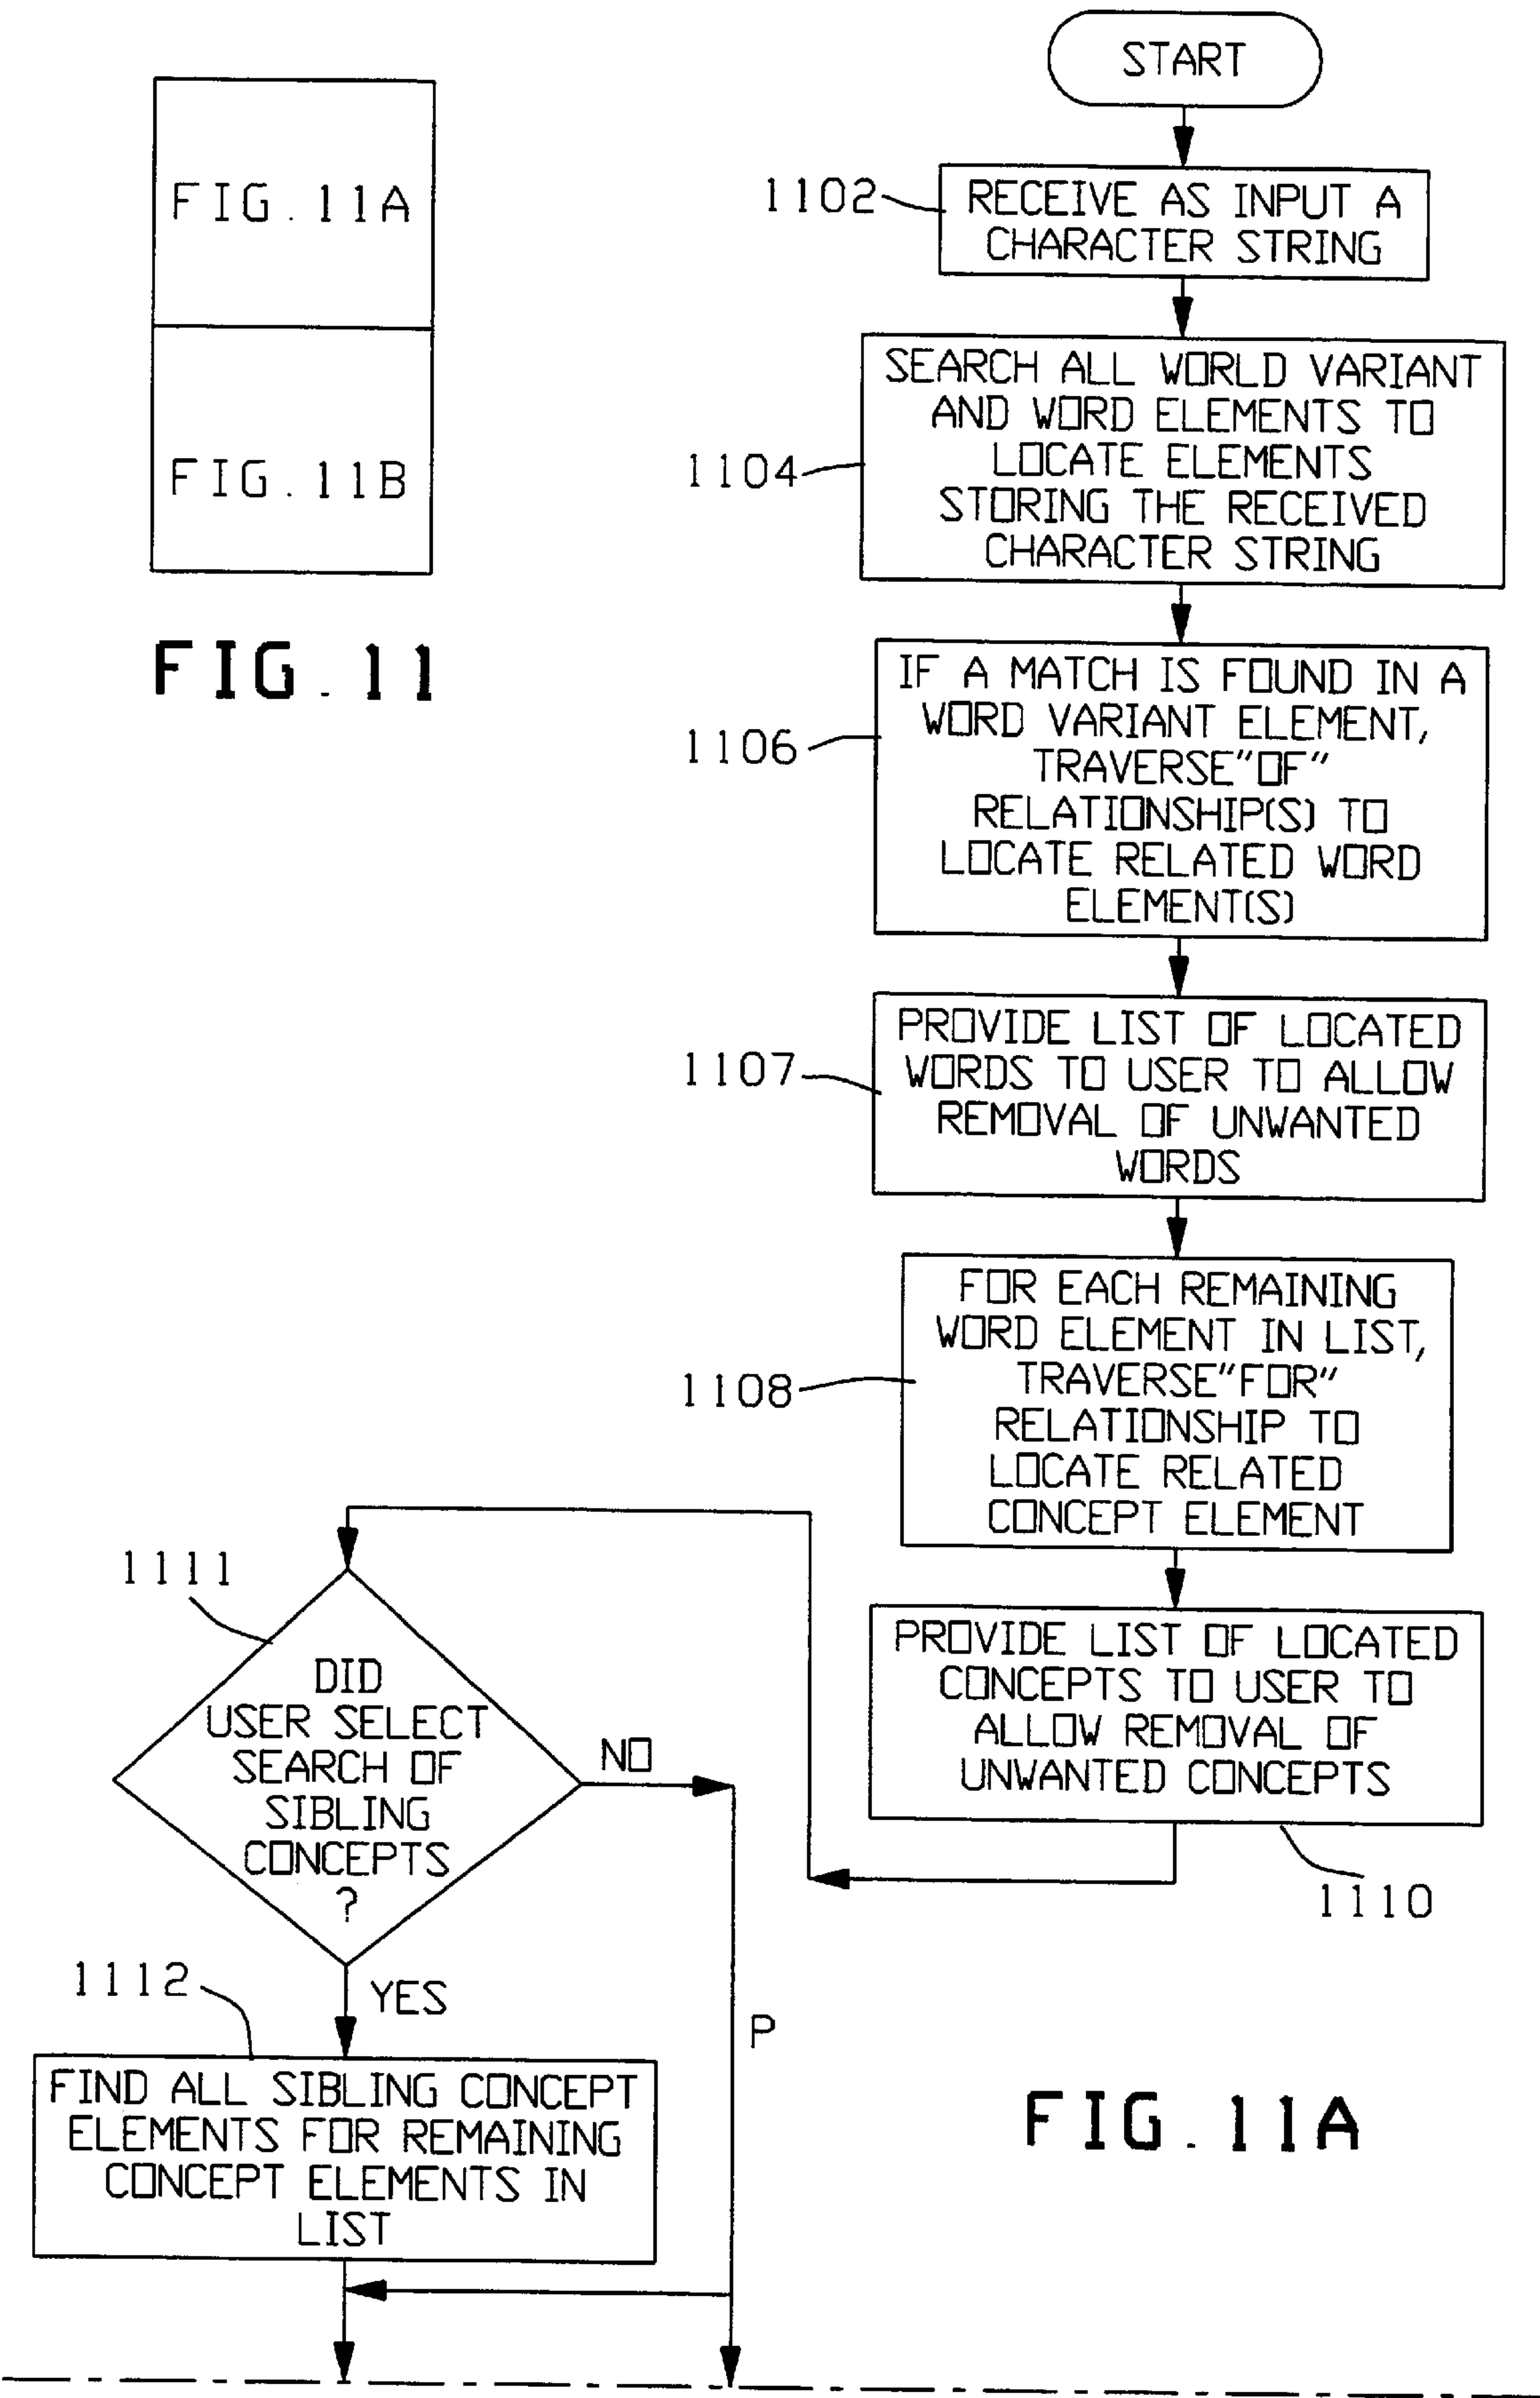 START
FIG.11A
FIG.11B
FIG.11
1102
RECEIVE AS INPUT A
CHARACTER STRING
1104
SEARCH ALL WORLD VARIANT
AND WORD ELEMENTS TO
LOCATE ELEMENTS
STORING THE RECEIVED
CHARACTER STRING
1106
IF A MATCH IS FOUND IN A
WORD VARIANT ELEMENT,
TRAVERSE"OF"
RELATIONSHIP(S) TO
LOCATE RELATED WORD
ELEMENT(S)
1107
PROVIDE LIST OF LOCATED
WORDS TO USER TO ALLOW
REMOVAL OF UNWANTED
WORDS
1108
FOR EACH REMAINING
WORD ELEMENT IN LIST,
TRAVERSE"FOR"
RELATIONSHIP TO
LOCATE RELATED
CONCEPT ELEMENT
PROVIDE LIST OF LOCATED
CONCEPTS TO USER TO
ALLOW REMOVAL OF
UNWANTED CONCEPTS
1110
1111
DID
USER SELECT
SEARCH OF
SIBLING
CONCEPTS
?
NO
YES
P
1112
FIND ALL SIBLING CONCEPT
ELEMENTS FOR REMAINING
CONCEPT ELEMENTS IN
LIST
FIG.11A